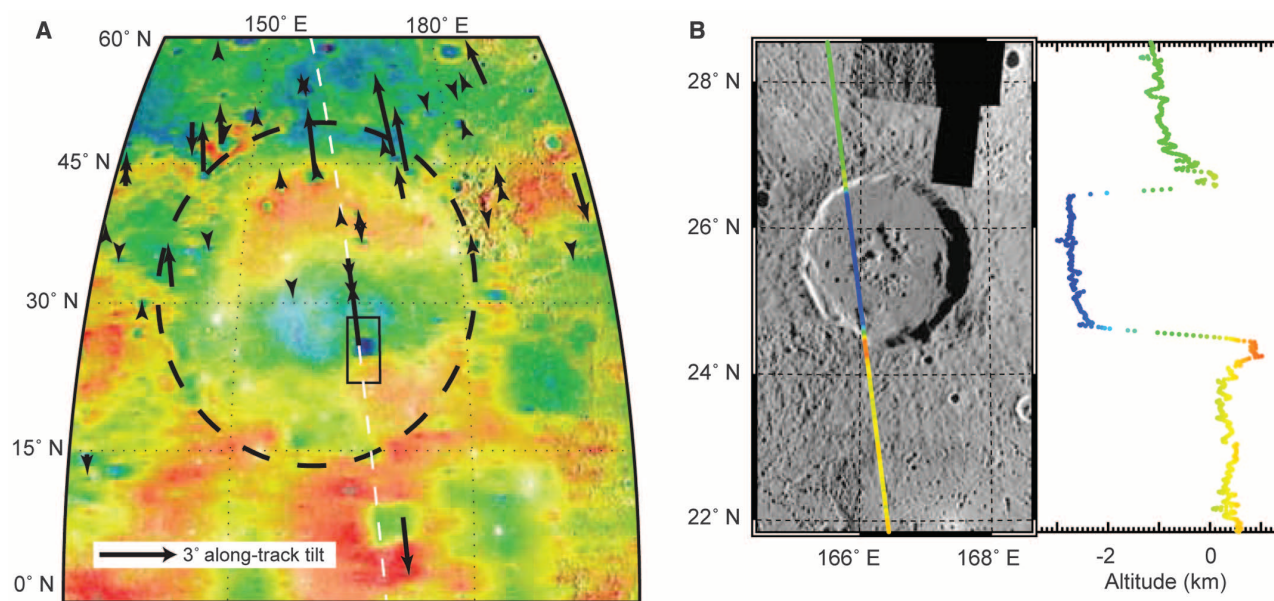 A
150° E
180° E
60° N
45° N
30° N
15° N
0° N
3° along-track tilt
B
28° N
26° N
24° N
22° N
166° E
168° E
-2
0
Altitude (km)